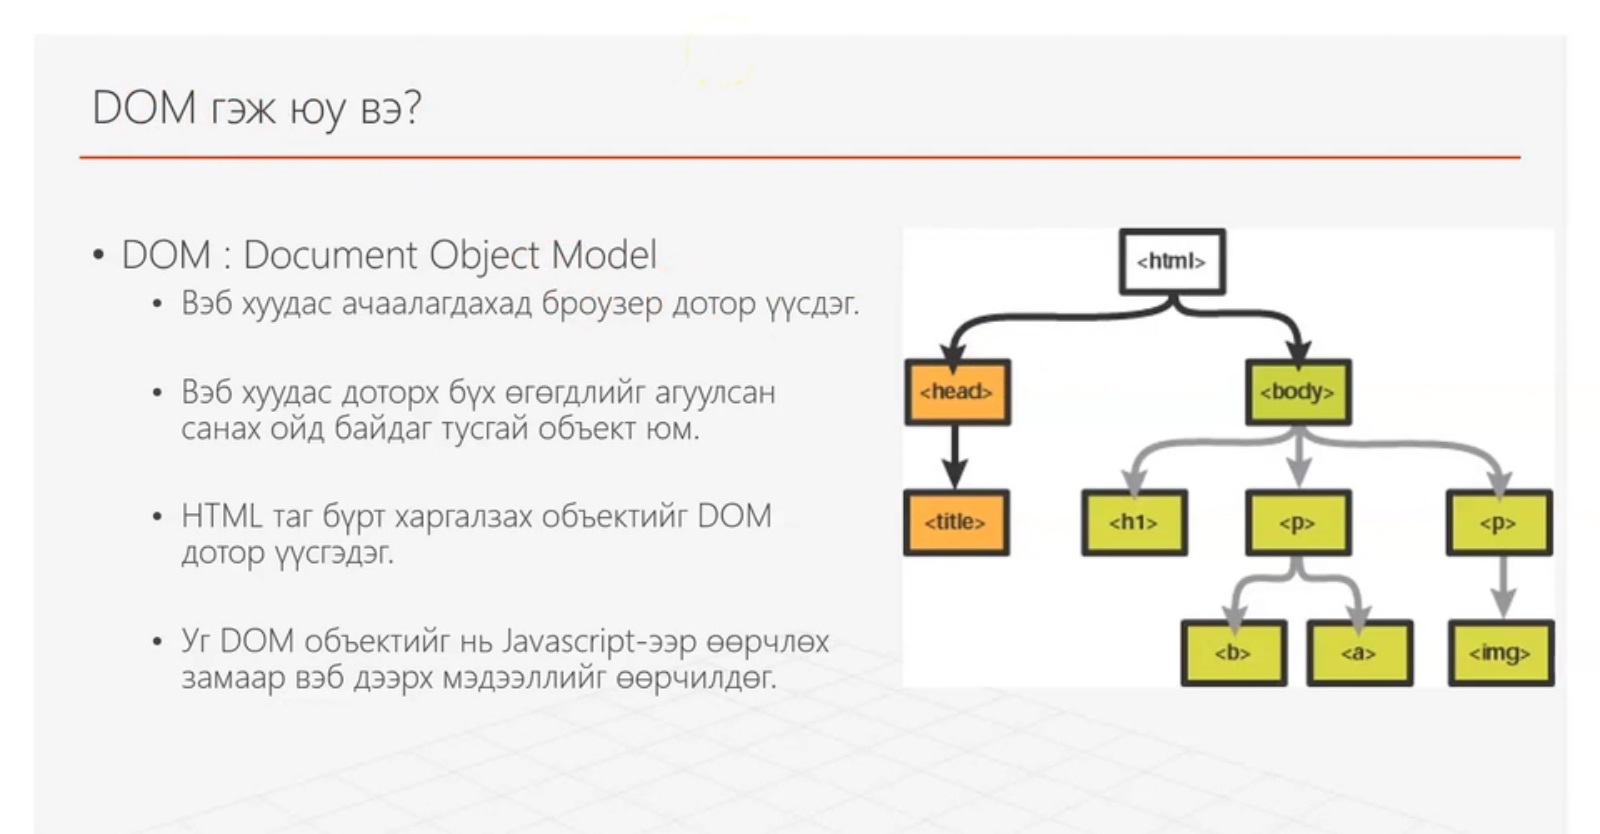 DOM гэж юу вэ?
• DOM : Document Object Model
• Вэб хуудас ачаалагдахад броузер дотор үүсдэг.
• Вэб хуудас доторх бүх өгөгдлийг агуулсан
санах ойд байдаг тусгай объект юм.
• HTML таг бүрт харгалзах объектийг DOM
дотор үүсгэдэг.
• Уг DOM объектийг нь Javascript-ээр өөрчлөх
замаар вэб дээрх мэдээллийг өөрчилдөг.
<html>
<head>
<body>
<title>
<h1>
<p>
<p>
<b>
<a>
<img>